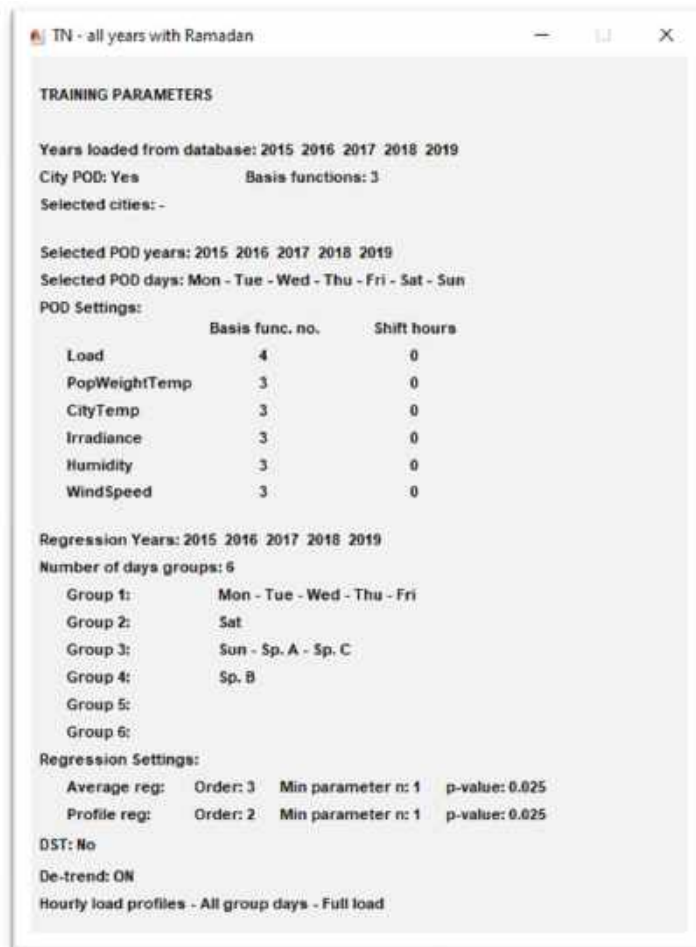 TN - all years with Ramadan
TRAINING PARAMETERS
Years loaded from database: 2015 2016 2017 2018 2019
City POD: Yes Basis functions: 3
Selected cities: -
Selected POD years: 2015 2016 2017 2018 2019
Selected POD days: Mon - Tue - Wed - Thu - Fri - Sat - Sun
POD Settings:
Basis func. no. Shift hours
Load 4 0
PopWeightTemp 3 0
CityTemp 3 0
Irradiance 3 0
Humidity 3 0
WindSpeed 3 0
Regression Years: 2015 2016 2017 2018 2019
Number of days groups: 6
Group 1: Mon - Tue - Wed - Thu - Fri
Group 2: Sat
Group 3: Sun - Sp. A - Sp. C
Group 4: Sp. B
Group 5:
Group 6:
Regression Settings:
Average reg: Order: 3 Min parameter n: 1 p-value: 0.025
Profile reg: Order: 2 Min parameter n: 1 p-value: 0.025
DST: No
De-trend: ON
Hourly load profiles - All group days - Full load